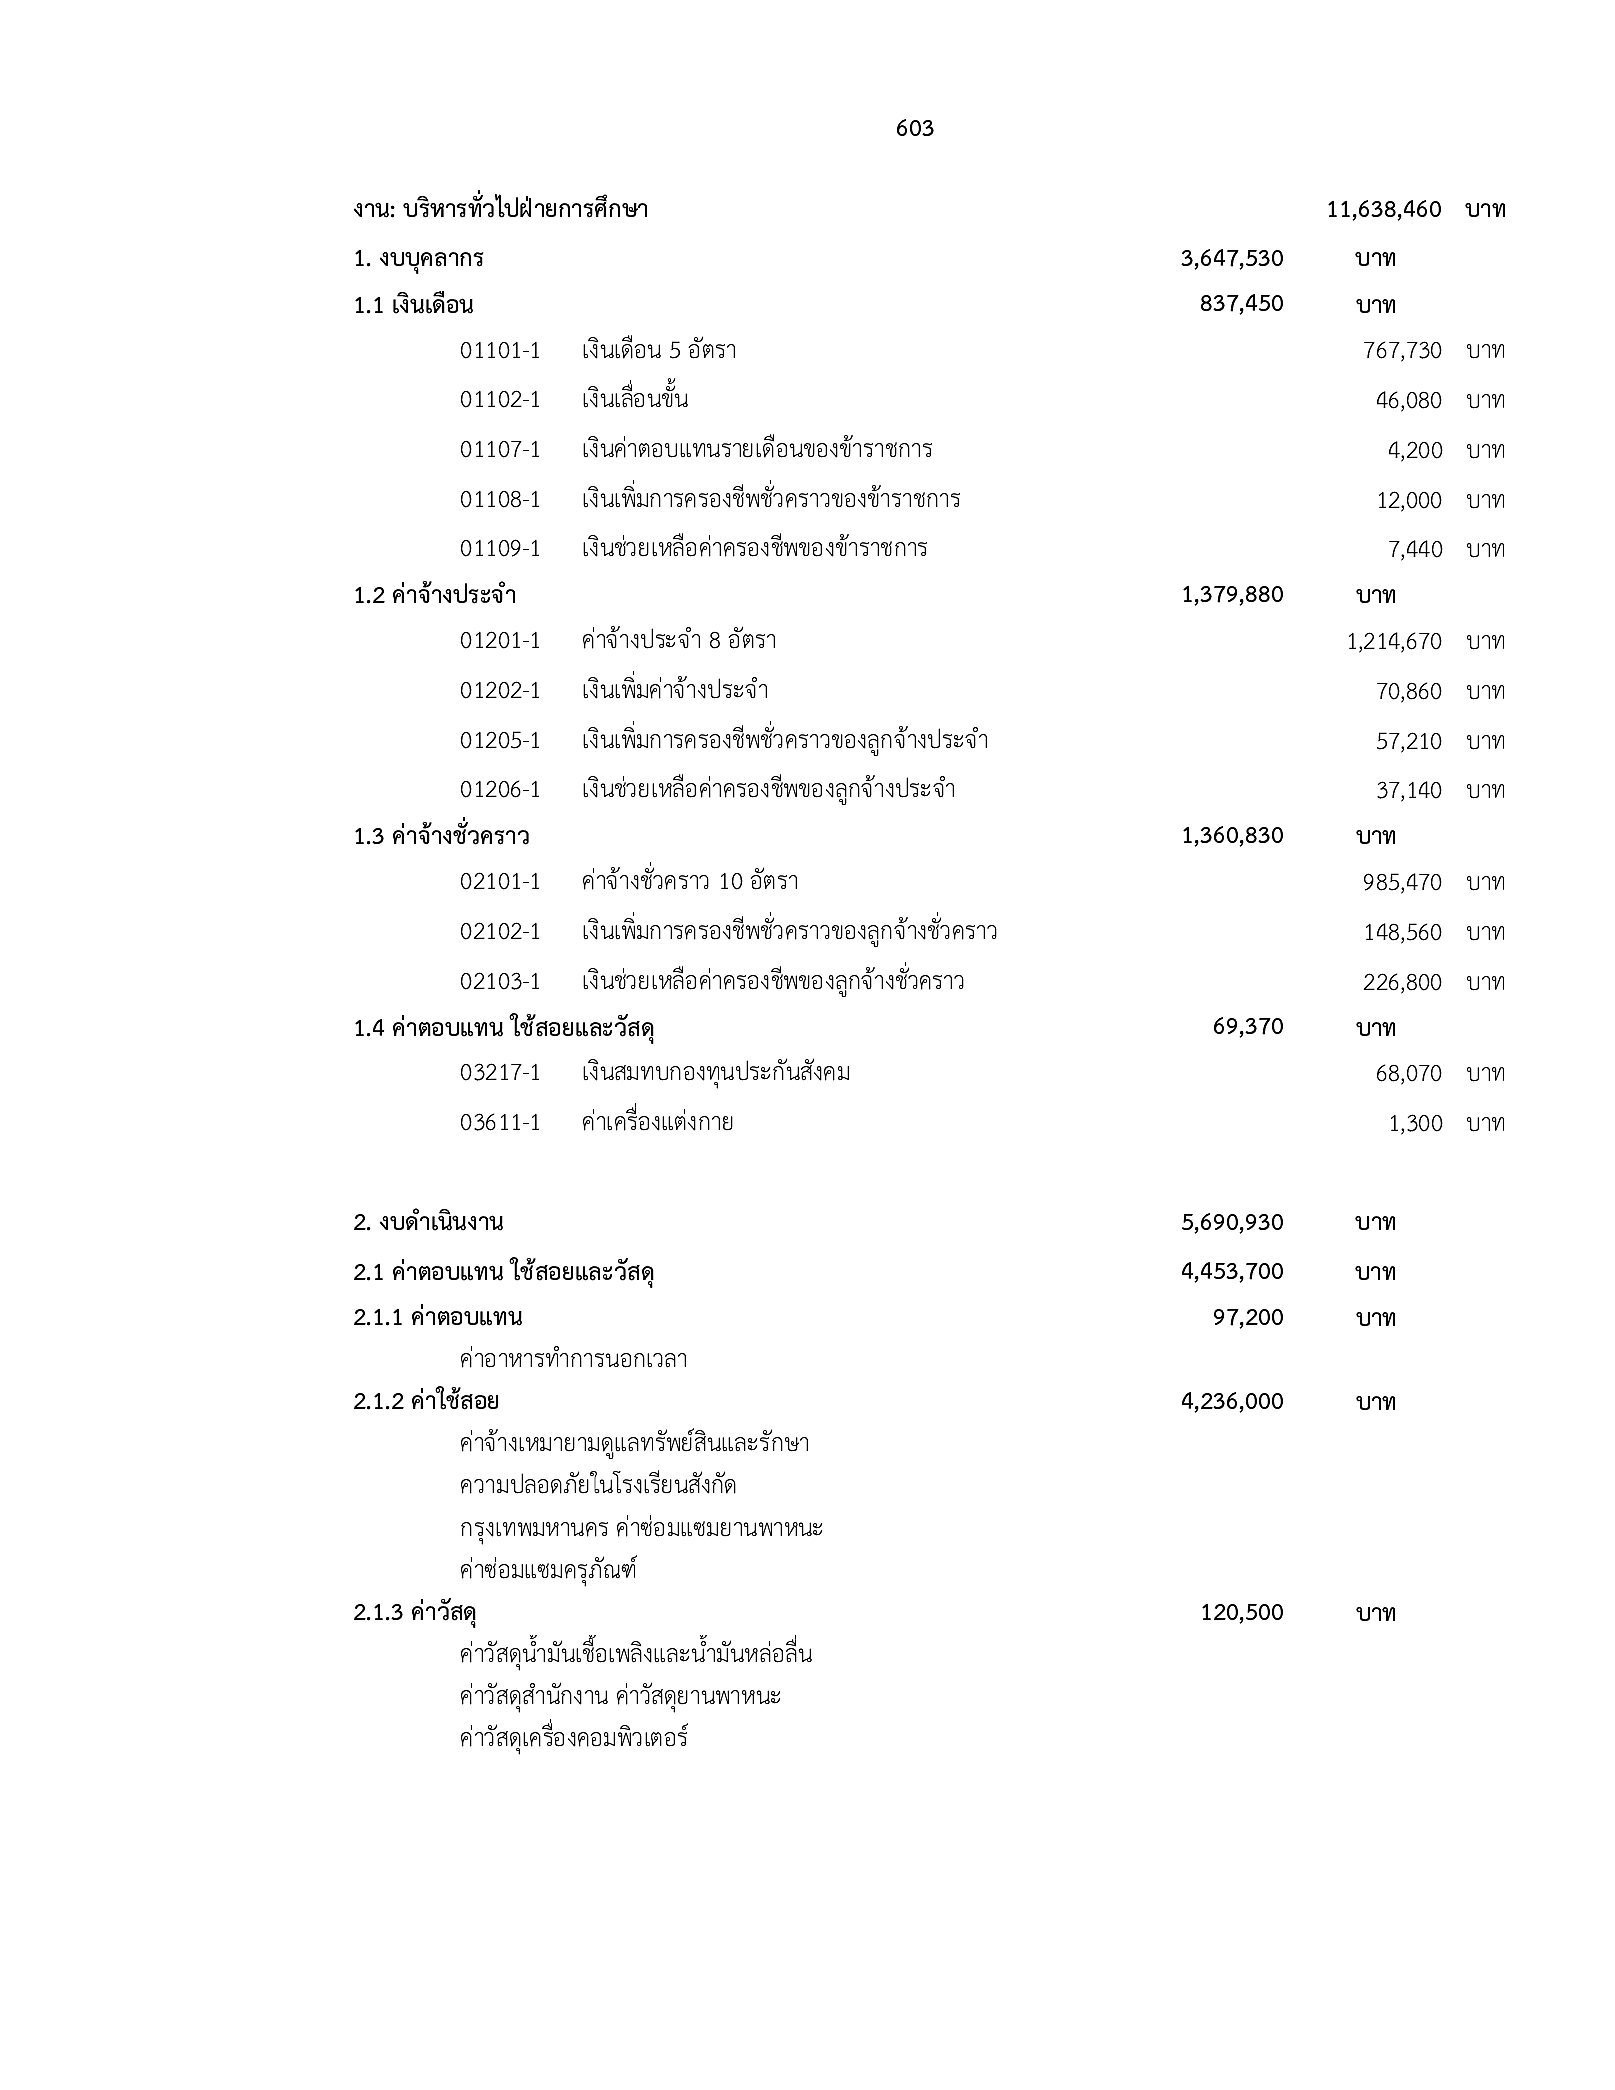 603
งาน: บริหารทั่วไปฝ่ายการศึกษา 11,638,460 บาท
1. งบบุคลากร 3,647,530 บาท
1.1 เงินเดือน 837,450 บาท
01101-1 เงินเดือน 5 อัตรา 767,730 บาท
01102-1 เงินเลื่อนขั้น 46,080 บาท
01107-1 เงินค่าตอบแทนรายเดือนของข้าราชการ 4,200 บาท
01108-1 เงินเพิ่มการครองชีพชั่วคราวของข้าราชการ 12,000 บาท
01109-1 เงินช่วยเหลือค่าครองชีพของข้าราชการ 7,440 บาท
1.2 ค่าจ้างประจำ 1,379,880 บาท
01201-1 ค่าจ้างประจำ 8 อัตรา 1,214,670 บาท
01202-1 เงินเพิ่มค่าจ้างประจำ 70,860 บาท
01205-1 เงินเพิ่มการครองชีพชั่วคราวของลูกจ้างประจำ 57,210 บาท
01206-1 เงินช่วยเหลือค่าครองชีพของลูกจ้างประจำ 37,140 บาท
1.3 ค่าจ้างชั่วคราว 1,360,830 บาท
02101-1 ค่าจ้างชั่วคราว 10 อัตรา 985,470 บาท
02102-1 เงินเพิ่มการครองชีพชั่วคราวของลูกจ้างชั่วคราว 148,560 บาท
02103-1 เงินช่วยเหลือค่าครองชีพของลูกจ้างชั่วคราว 226,800 บาท
1.4 ค่าตอบแทน ใช้สอยและวัสดุ 69,370 บาท
03217-1 เงินสมทบกองทุนประกันสังคม 68,070 บาท
03611-1 ค่าเครื่องแต่งกาย 1,300 บาท
2. งบดำเนินงาน 5,690,930 บาท
2.1 ค่าตอบแทน ใช้สอยและวัสดุ 4,453,700 บาท
2.1.1 ค่าตอบแทน 97,200 บาท
ค่าอาหารทำการนอกเวลา
2.1.2 ค่าใช้สอย 4,236,000 บาท
ค่าจ้างเหมายามดูแลทรัพย์สินและรักษา
ความปลอดภัยในโรงเรียนสังกัด
กรุงเทพมหานคร ค่าซ่อมแซมยานพาหนะ
ค่าซ่อมแซมครุภัณฑ์
2.1.3 ค่าวัสดุ 120,500 บาท
ค่าวัสดุน้ำมันเชื้อเพลิงและน้ำมันหล่อลื่น
ค่าวัสดุสำนักงาน ค่าวัสดุยานพาหนะ
ค่าวัสดุเครื่องคอมพิวเตอร์